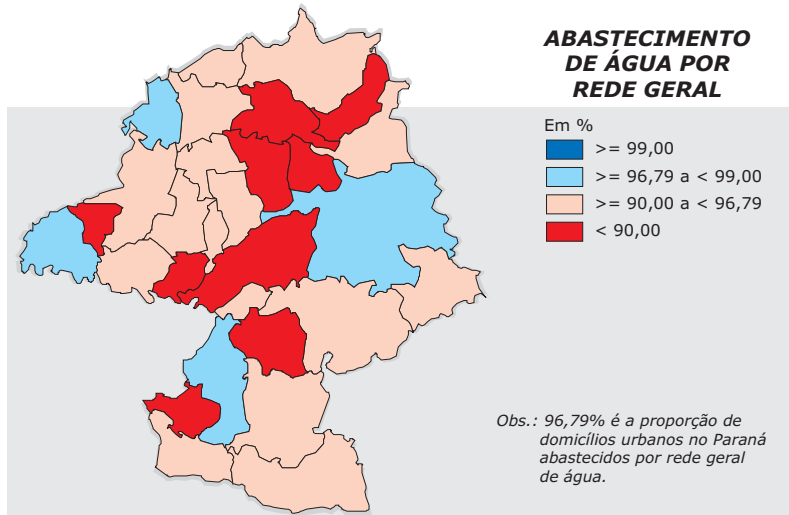 ABASTECIMENTO
DE ÁGUA POR
REDE GERAL
Em %
>= 99,00
>= 96,79 a < 99,00
>= 90,00 a < 96,79
< 90,00
Obs.: 96,79% é a proporção de
domicílios urbanos no Paraná
abastecidos por rede geral
de água.